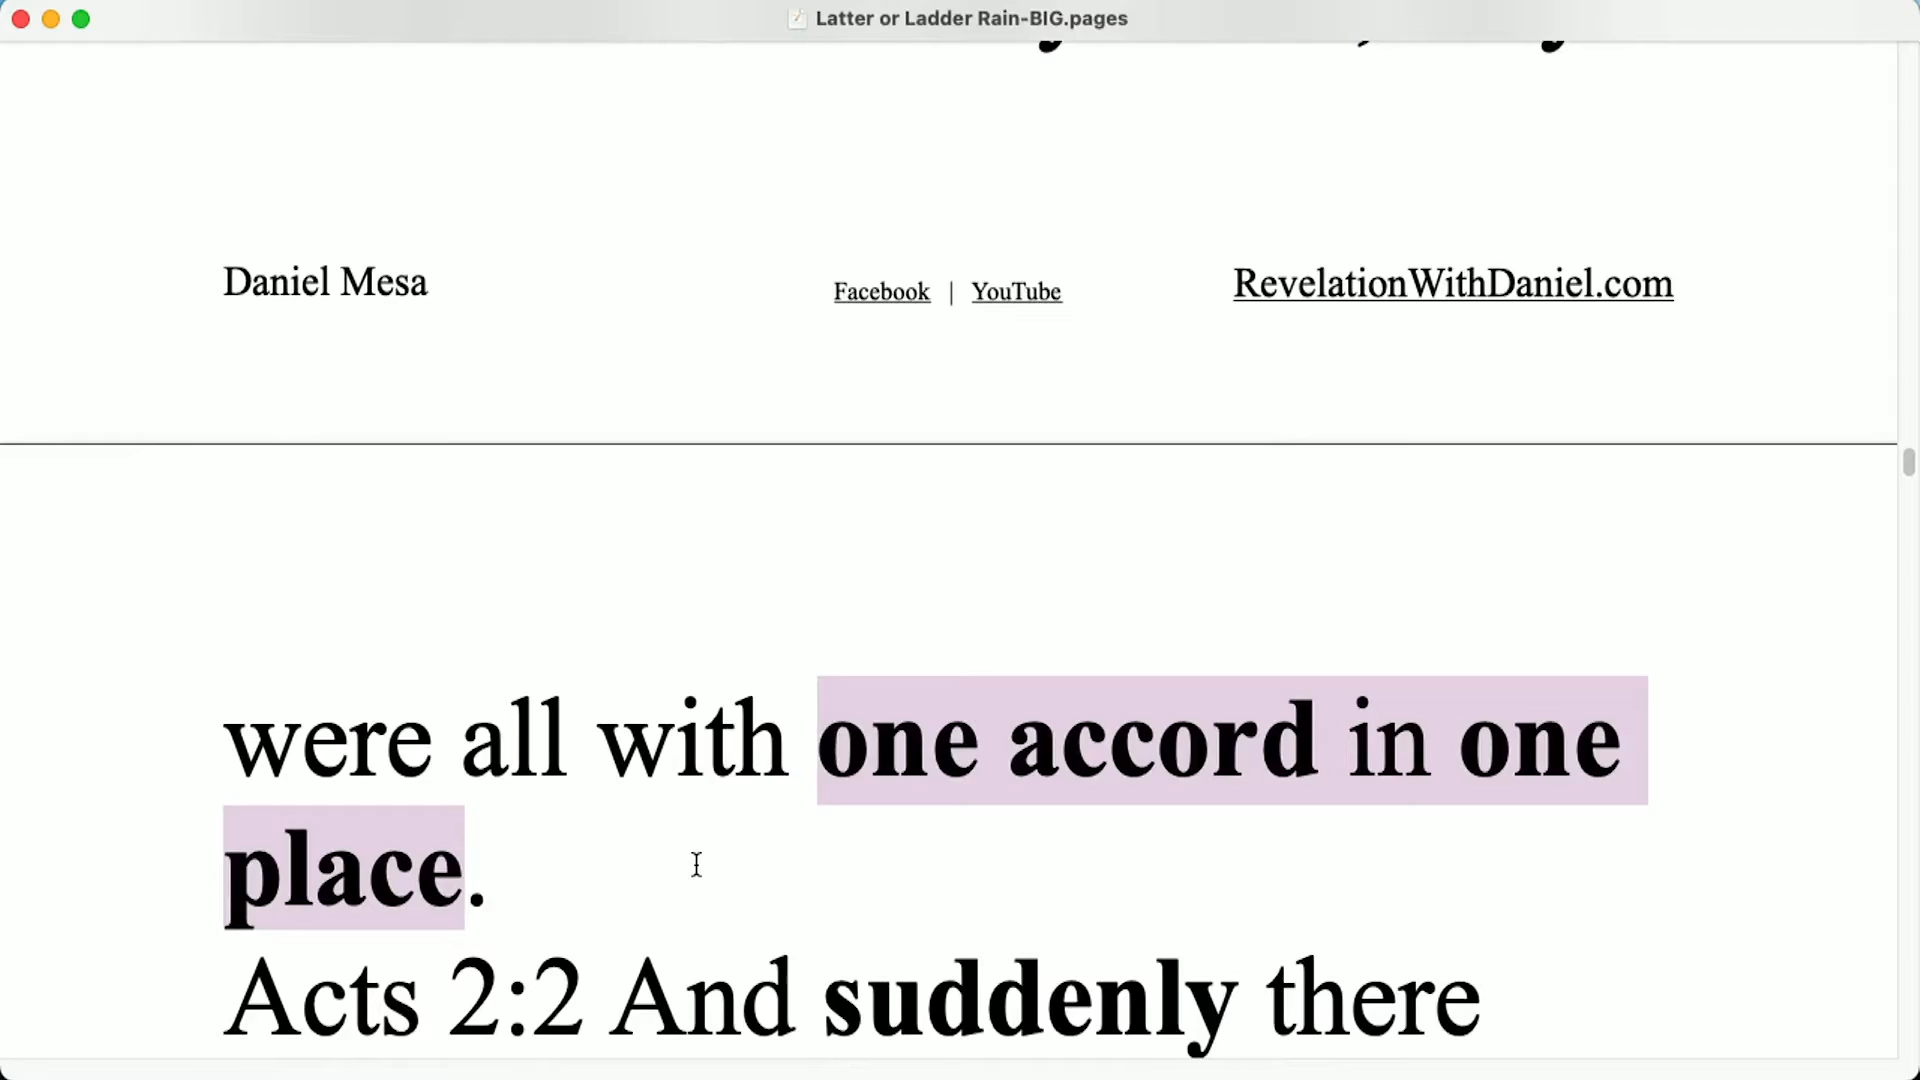 Latter or Ladder Rain-BIG.pages
Daniel Mesa
Facebook | YouTube
RevelationWithDaniel.com
were all with one accord in one
place.
Acts 2:2 And suddenly there